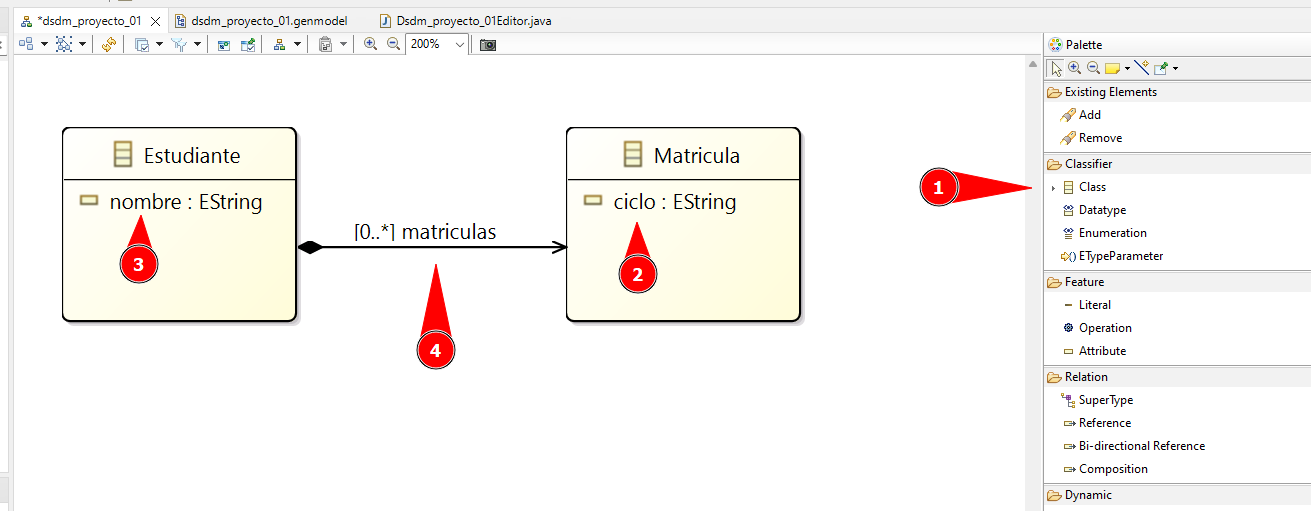 *dsdm_proyecto_01
dsdm_proyecto_01.genmodel
Dsdm_proyecto_01Editor.java
200%
Palette
Existing Elements
Add
Remove
Classifier
Class
Datatype
Enumeration
ETypeParameter
Feature
Literal
Operation
Attribute
Relation
SuperType
Reference
Bi-directional Reference
Composition
Dynamic
Estudiante
nombre : EString
[0..*] matriculas
Matricula
ciclo : EString
1
2
3
4